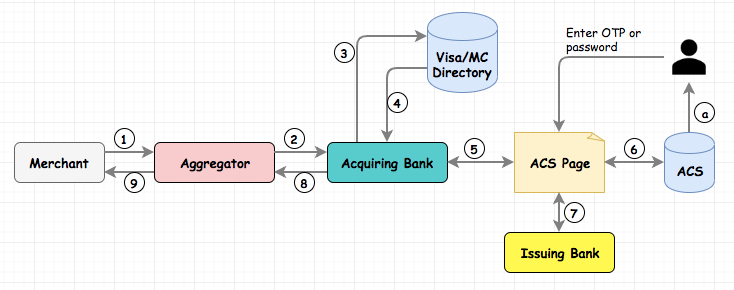 Enter OTP or
password
Visa/MC
Directory
3
4
a
1
2
5
6
Merchant
Aggregator
Acquiring Bank
ACS Page
ACS
9
8
7
Issuing Bank